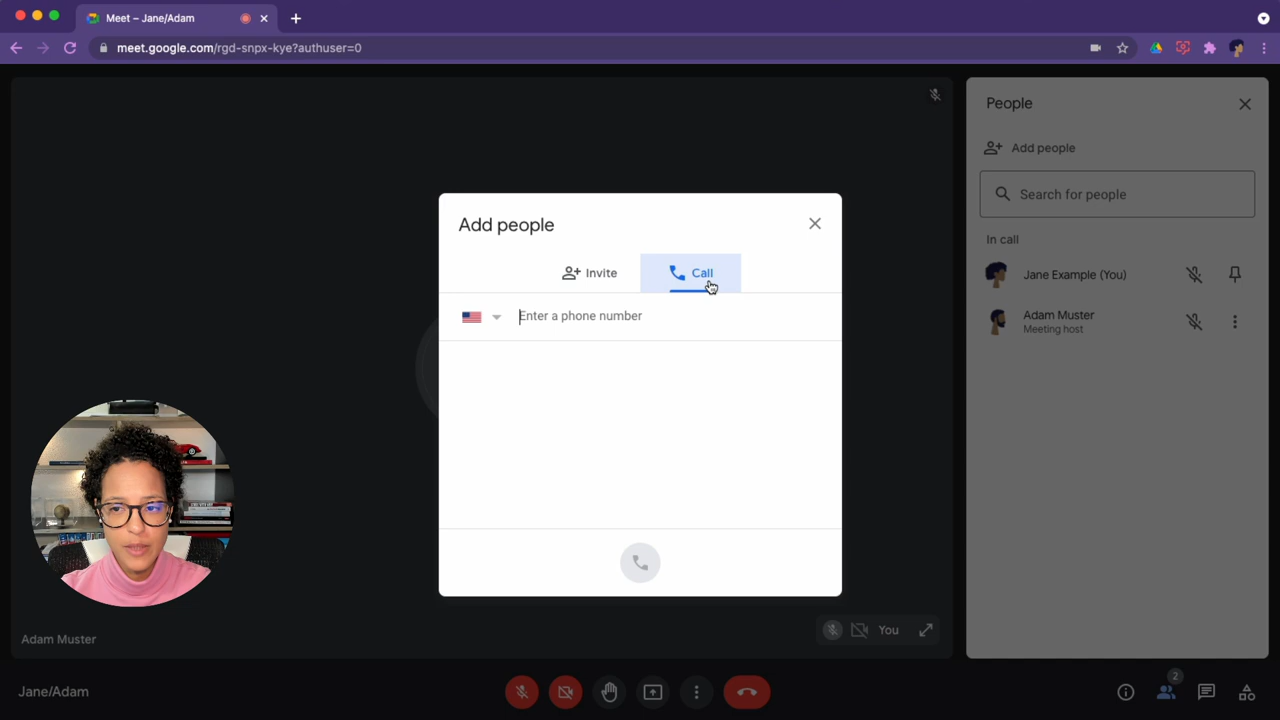 Meet – Jane/Adam
meet.google.com/rgd-snpx-kye?authuser=0
People
Add people
Search for people
In call
Jane Example (You)
Adam Muster
Meeting host
Add people
Invite
Call
Enter a phone number
Adam Muster
You
Jane/Adam
2